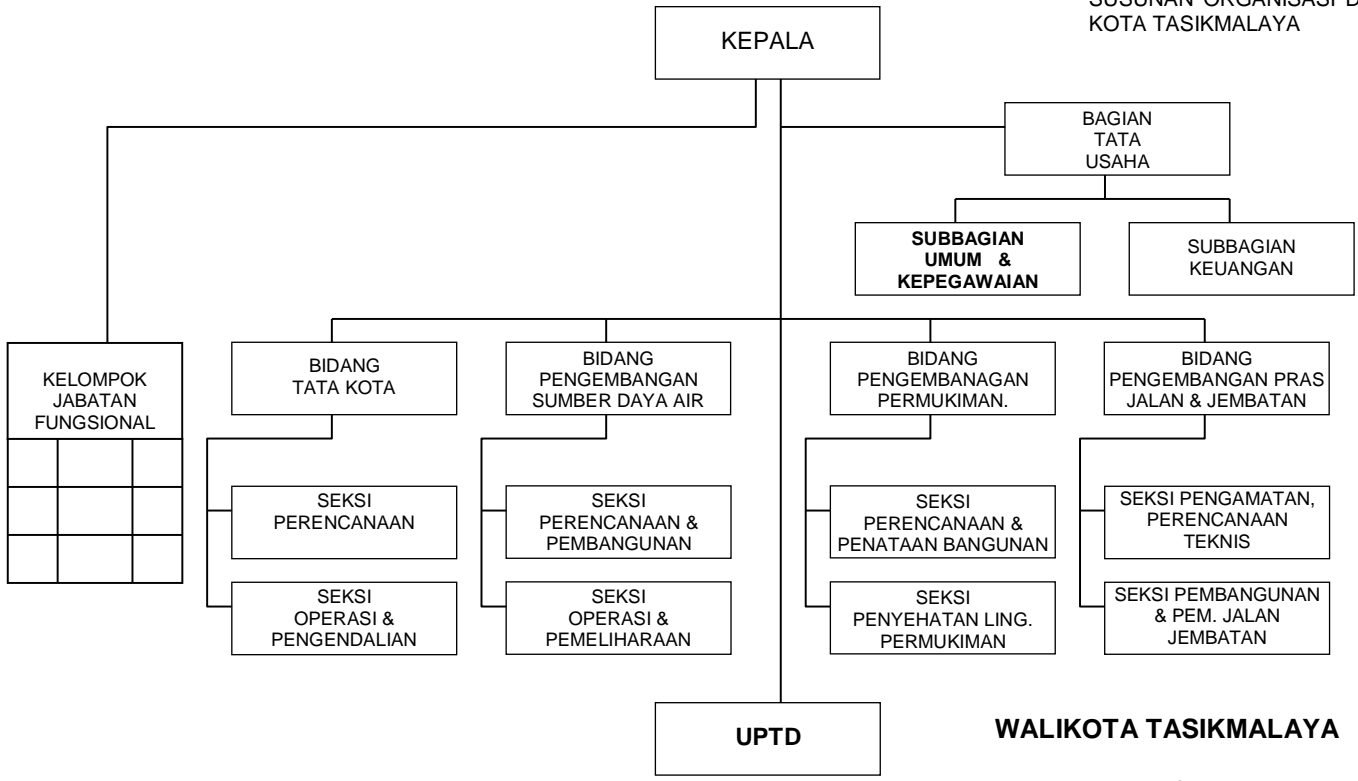 SUSUNAN ORGANISASI D
KOTA TASIKMALAYA
KEPALA
BAGIAN
TATA
USAHA
SUBBAGIAN
UMUM &
KEPEGAWAIAN
SUBBAGIAN
KEUANGAN
KELOMPOK
JABATAN
FUNGSIONAL
BIDANG
TATA KOTA
BIDANG
PENGEMBANGAN
SUMBER DAYA AIR
BIDANG
PENGEMBANAGAN
PERMUKIMAN.
BIDANG
PENGEMBANGAN PRAS
JALAN & JEMBATAN
SEKSI
PERENCANAAN
SEKSI
PERENCANAAN &
PEMBANGUNAN
SEKSI
PERENCANAAN &
PENATAAN BANGUNAN
SEKSI PENGAMATAN,
PERENCANAAN
TEKNIS
SEKSI
OPERASI &
PENGENDALIAN
SEKSI
OPERASI &
PEMELIHARAAN
SEKSI
PENYEHATAN LING.
PERMUKIMAN
SEKSI PEMBANGUNAN
& PEM. JALAN
JEMBATAN
UPTD
WALIKOTA TASIKMALAYA